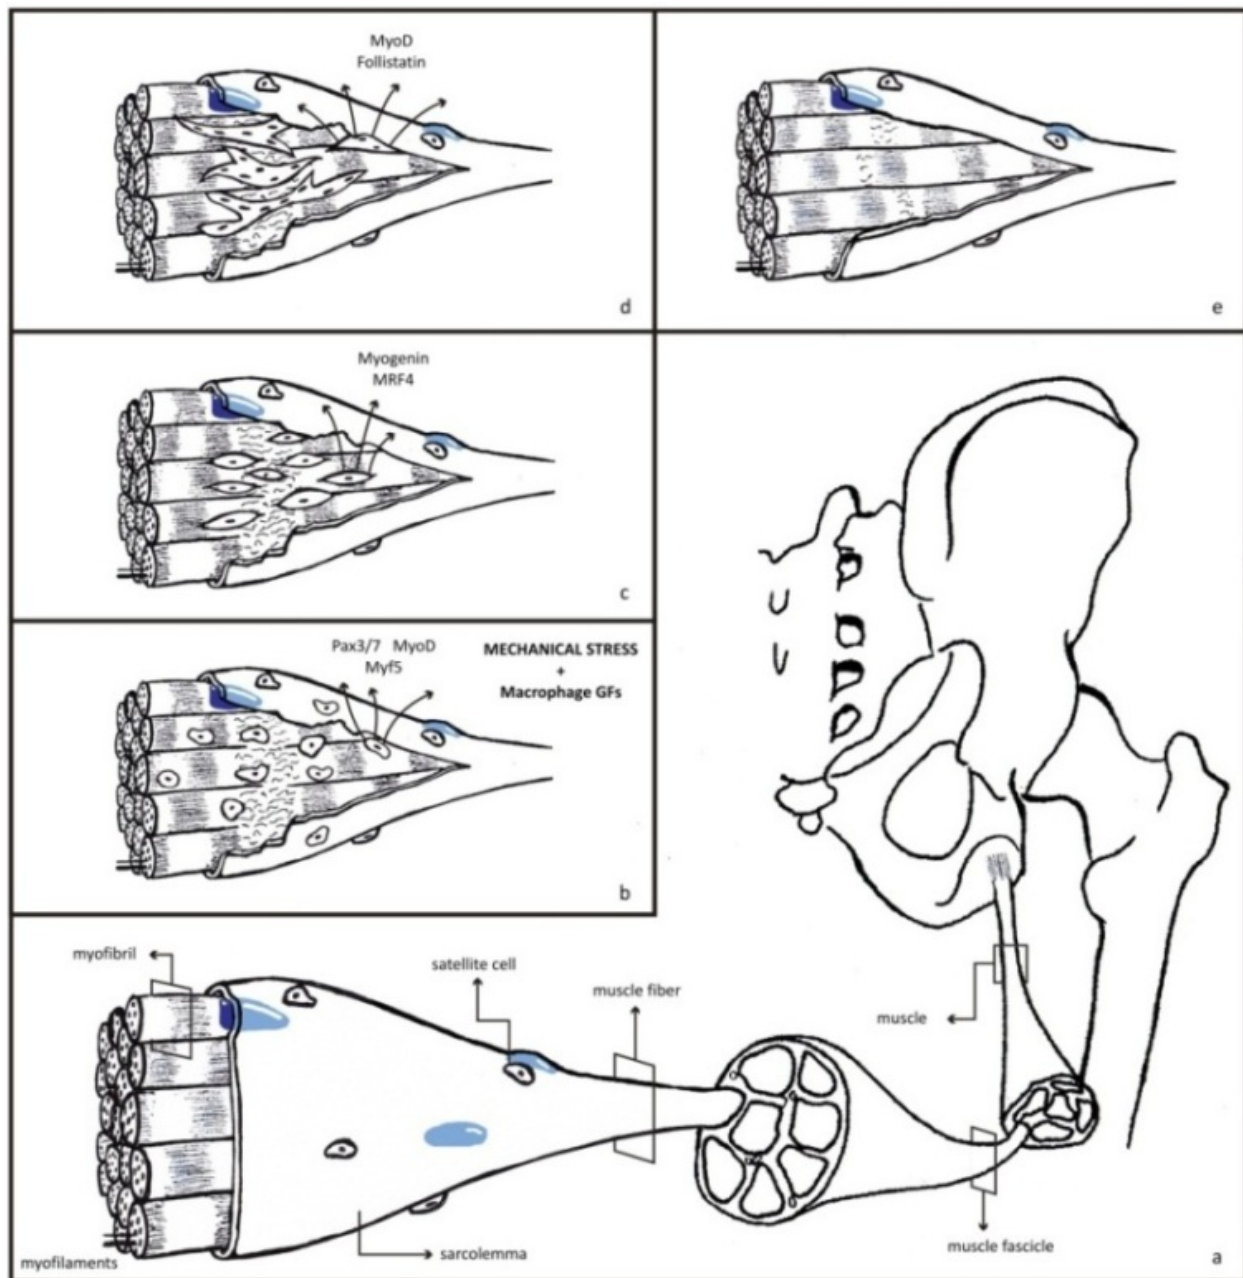 MyoD
Follistatin
d
e
Myogenin
MRF4
c
Pax3/7 MyoD
Myf5
MECHANICAL STRESS
+
Macrophage GFs
b
myofibril
satellite cell
muscle fiber
muscle
myofilaments
sarcolemma
muscle fascicle
a